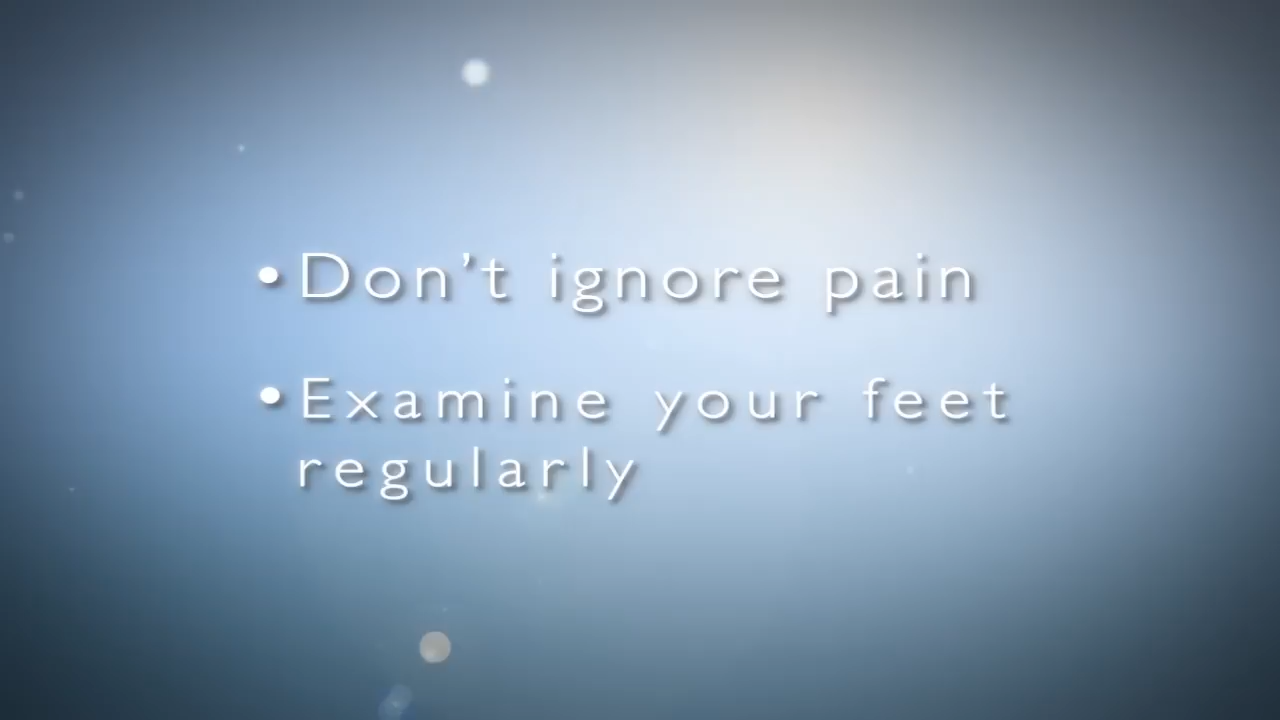 • Don’t ignore pain
• Examine your feet
regularly